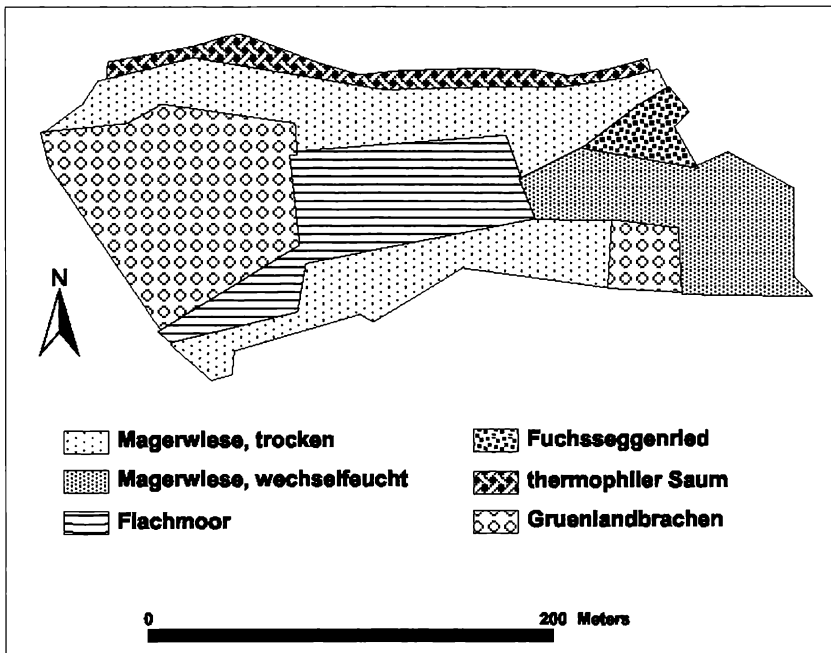 N
Magerwiese, trocken
Magerwiese, wechselfeucht
Flachmoor
Fuchsseggenried
thermophiler Saum
Gruenlandbrachen
0 200 Meters